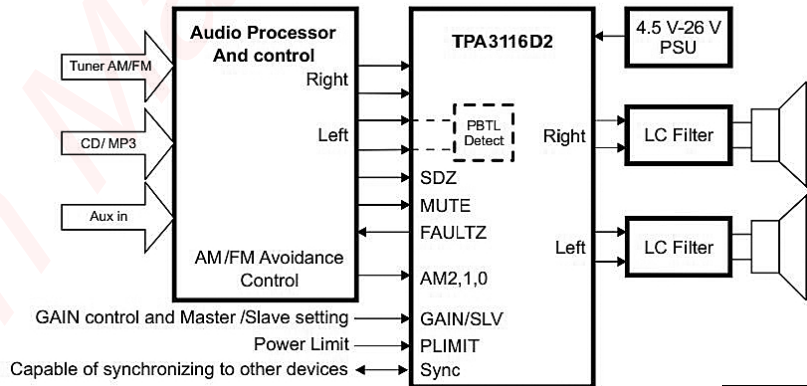 Audio Processor
And control
TPA3116D2
4.5 V-26 V
PSU
Tuner AM/FM
Right
CD/ MP3
Left
PBTL
Detect
Right
LC Filter
SDZ
Aux in
MUTE
FAULTZ
Left
LC Filter
AM/FM Avoidance
Control
AM2,1,0
GAIN control and Master /Slave setting
GAIN/SLV
Power Limit
PLIMIT
Capable of synchronizing to other devices
Sync